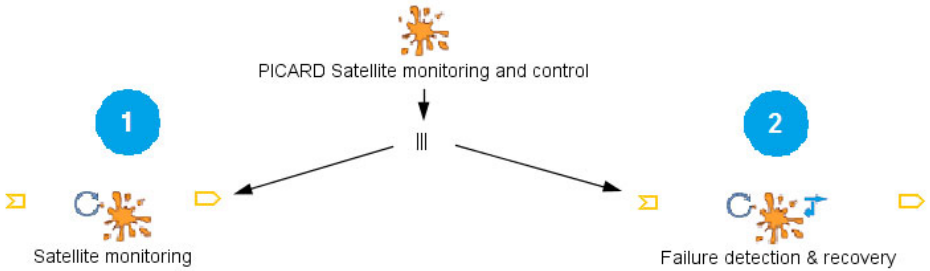 PICARD Satellite monitoring and control
1
2
|||
Satellite monitoring
Failure detection & recovery